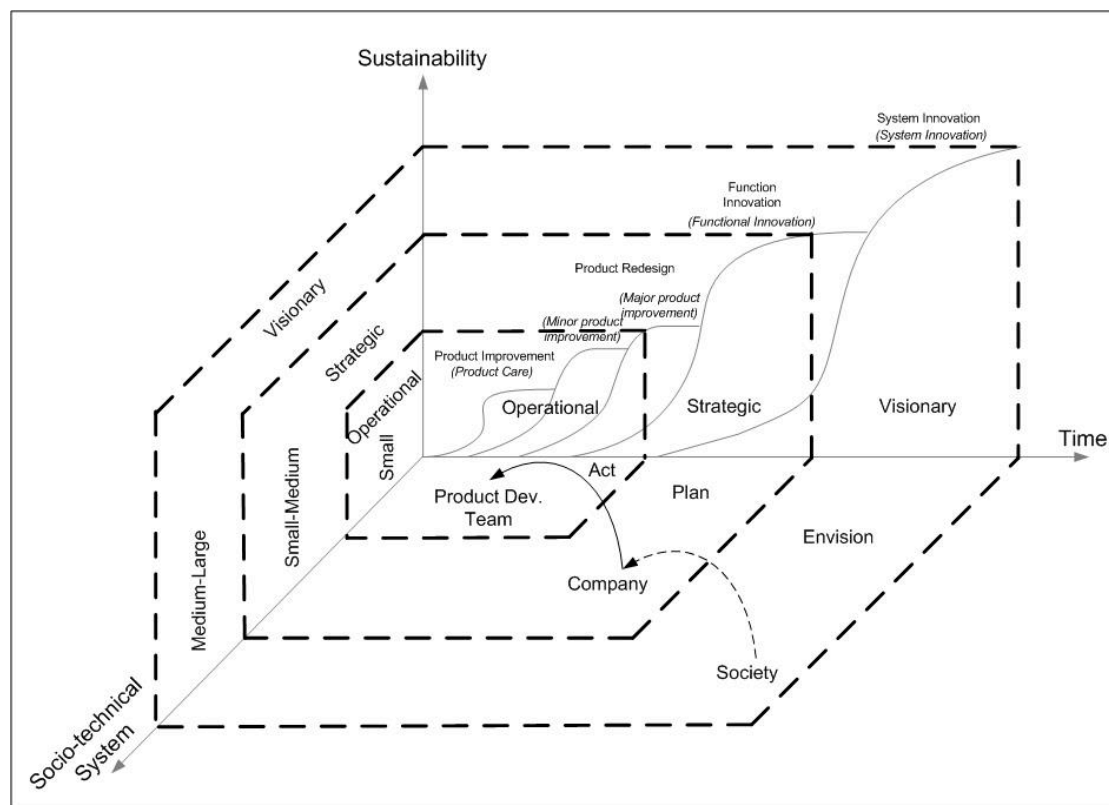 Sustainability
System Innovation
(System Innovation)
Function
Innovation
(Functional Innovation)
Product Redesign
(Major product
improvement)
(Minor product
improvement)
Product Improvement
(Product Care)
Visionary
Strategic
Operational
Operational
Strategic
Visionary
Time
Small
Small-Medium
Medium-Large
Act
Plan
Envision
Product Dev.
Team
Company
Society
Socio-technical
System